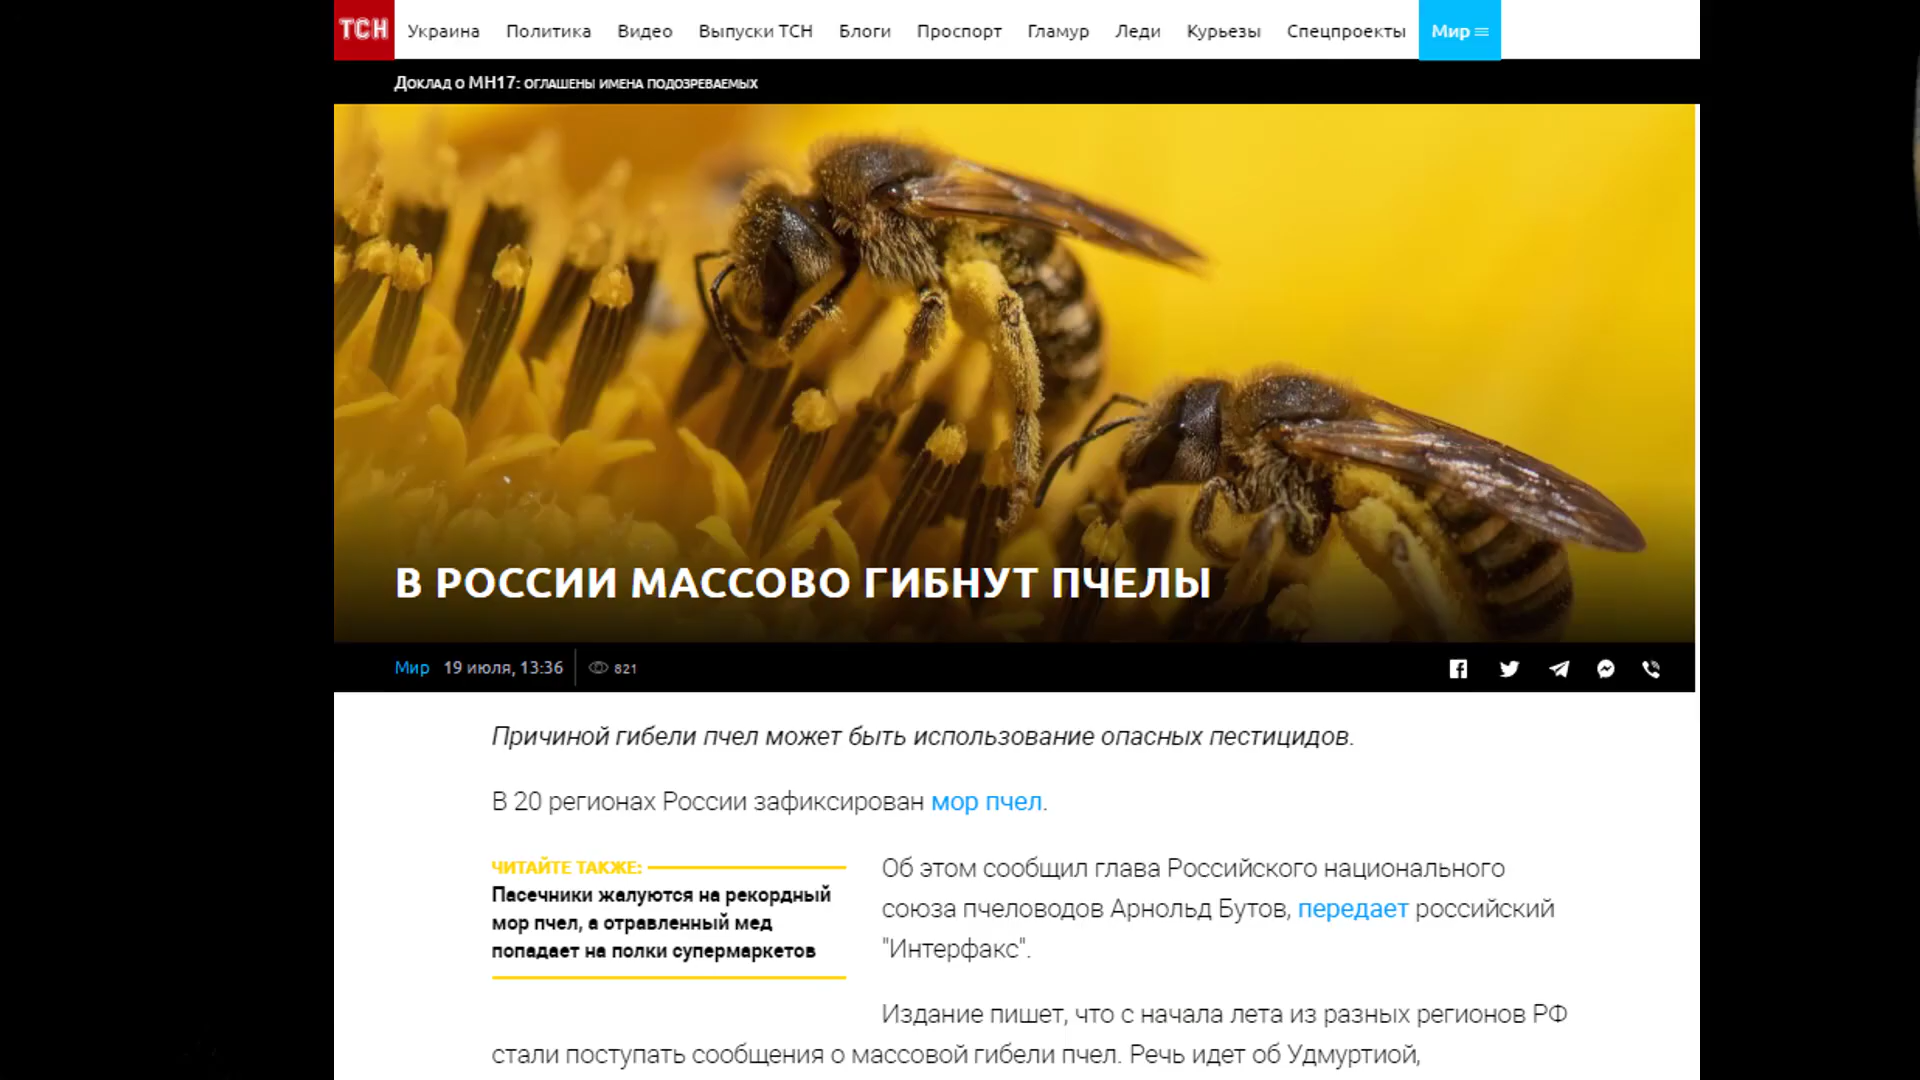 ТСН Украина Политика Видео Выпуски ТСН Блоги Проспорт Гламур Леди Курьезы Спецпроекты Мир
Доклад о МН17: оглашены имена подозреваемых
В РОССИИ МАССОВО ГИБНУТ ПЧЕЛЫ
Мир 19 июля, 13:36 821
Причиной гибели пчел может быть использование опасных пестицидов.
В 20 регионах России зафиксирован мор пчел.
ЧИТАЙТЕ ТАКЖЕ:
Пасечники жалуются на рекордный
мор пчел, а отравленный мед
попадает на полки супермаркетов
Об этом сообщил глава Российского национального
союза пчеловодов Арнольд Бутов, передает российский
"Интерфакс".
Издание пишет, что с начала лета из разных регионов РФ
стали поступать сообщения о массовой гибели пчел. Речь идет об Удмуртиой,